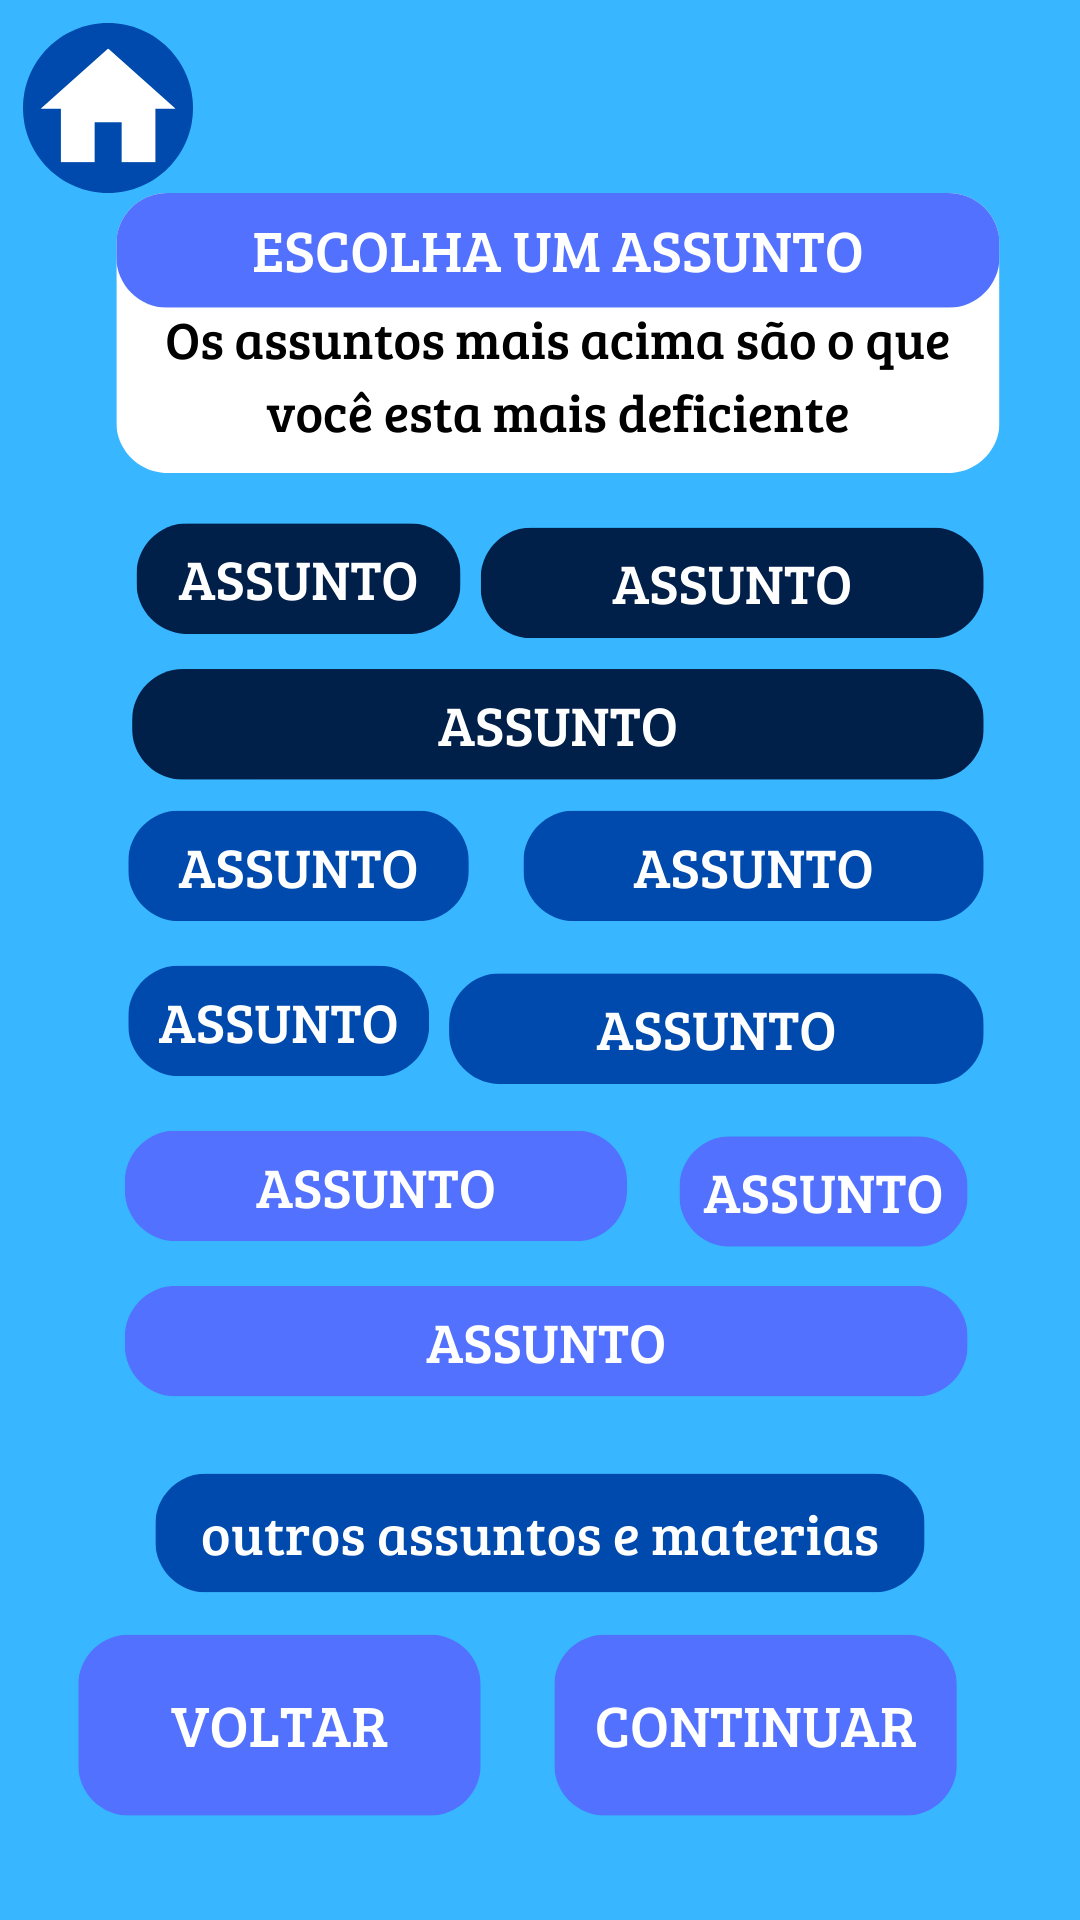 ESCOLHA UM ASSUNTO
Os assuntos mais acima são o que
você esta mais deficiente
ASSUNTO
ASSUNTO
ASSUNTO
ASSUNTO
ASSUNTO
ASSUNTO
ASSUNTO
ASSUNTO
ASSUNTO
ASSUNTO
outros assuntos e materias
VOLTAR
CONTINUAR